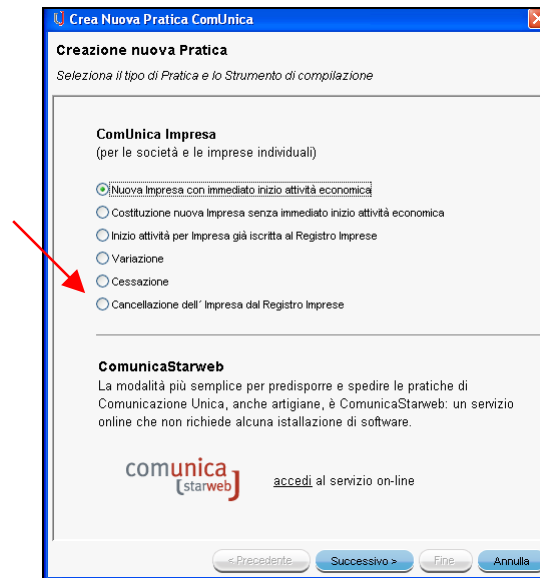 Crea Nuova Pratica ComUnica
Creazione nuova Pratica
Seleziona il tipo di Pratica e lo Strumento di compilazione
ComUnica Impresa
(per le società e le imprese individuali)
Nuova Impresa con immediato inizio attività economica
Costituzione nuova Impresa senza immediato inizio attività economica
Inizio attività per Impresa già iscritta al Registro Imprese
Variazione
Cessazione
Cancellazione dell' Impresa dal Registro Imprese
ComunicaStarweb
La modalità più semplice per predisporre e spedire le pratiche di
Comunicazione Unica, anche artigiane, è ComunicaStarweb: un servizio
online che non richiede alcuna istallazione di software.
comunica
[starweb]
accedi al servizio on-line
< Precedente Successivo > Fine Annulla